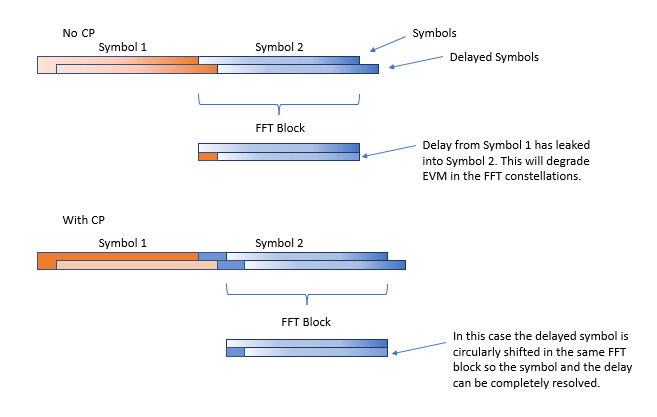 No CP
Symbols
Symbol 1
Symbol 2
Delayed Symbols
FFT Block
Delay from Symbol 1 has leaked
into Symbol 2. This will degrade
EVM in the FFT constellations.
With CP
Symbol 1
Symbol 2
FFT Block
In this case the delayed symbol is
circularly shifted in the same FFT
block so the symbol and the delay
can be completely resolved.